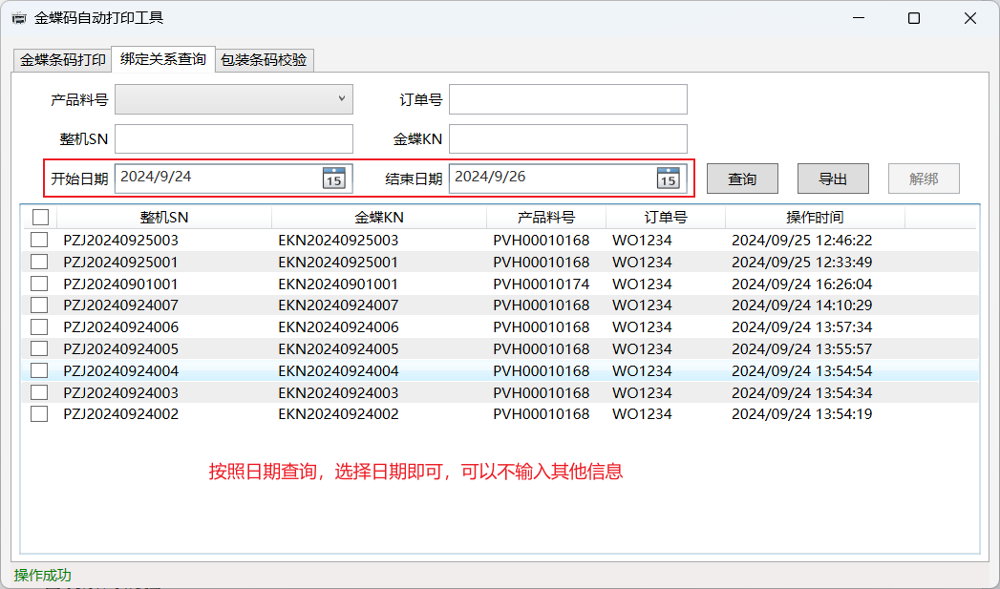 金蝶码自动打印工具
金蝶条码打印 绑定关系查询 包装条码校验
产品料号 订单号
整机SN 金蝶KN
开始日期 2024/9/24 15 结束日期 2024/9/26 15 查询 导出 解绑
整机SN 金蝶KN 产品料号 订单号 操作时间
PZJ20240925003 EKN20240925003 PVH00010168 WO1234 2024/09/25 12:46:22
PZJ20240925001 EKN20240925001 PVH00010168 WO1234 2024/09/25 12:33:49
PZJ20240901001 EKN20240901001 PVH00010174 WO1234 2024/09/24 16:26:04
PZJ20240924007 EKN20240924007 PVH00010168 WO1234 2024/09/24 14:10:29
PZJ20240924006 EKN20240924006 PVH00010168 WO1234 2024/09/24 13:57:34
PZJ20240924005 EKN20240924005 PVH00010168 WO1234 2024/09/24 13:55:57
PZJ20240924004 EKN20240924004 PVH00010168 WO1234 2024/09/24 13:54:54
PZJ20240924003 EKN20240924003 PVH00010168 WO1234 2024/09/24 13:54:34
PZJ20240924002 EKN20240924002 PVH00010168 WO1234 2024/09/24 13:54:19
按照日期查询，选择日期即可，可以不输入其他信息
操作成功